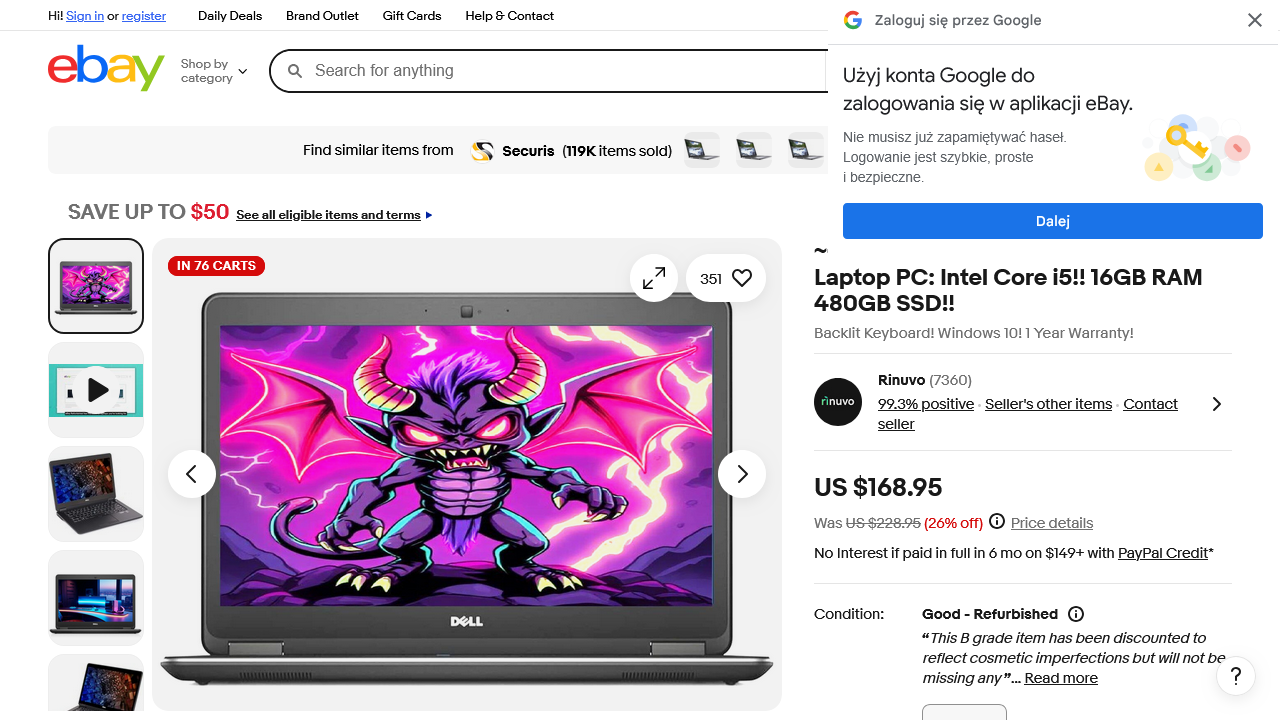 Hi! Sign in or register
Daily Deals
Brand Outlet
Gift Cards
Help & Contact
Zaloguj się przez Google
ebay
Shop by category
Search for anything
Użyj konta Google do
zalogowania się w aplikacji eBay.
Nie musisz już zapamiętywać haseł.
Logowanie jest szybkie, proste
i bezpieczne.
Dalej
Find similar items from
Securis (119K items sold)
SAVE UP TO $50 See all eligible items and terms
IN 76 CARTS
351
DELL
Laptop PC: Intel Core i5!! 16GB RAM
480GB SSD!!
Backlit Keyboard! Windows 10! 1 Year Warranty!
rinuvo
Rinuvo (7360)
99.3% positive · Seller's other items · Contact
seller
US $168.95
Was US $228.95 (26% off) Price details
No Interest if paid in full in 6 mo on $149+ with PayPal Credit*
Condition:
Good - Refurbished
“This B grade item has been discounted to
reflect cosmetic imperfections but will not be
missing any”... Read more
?